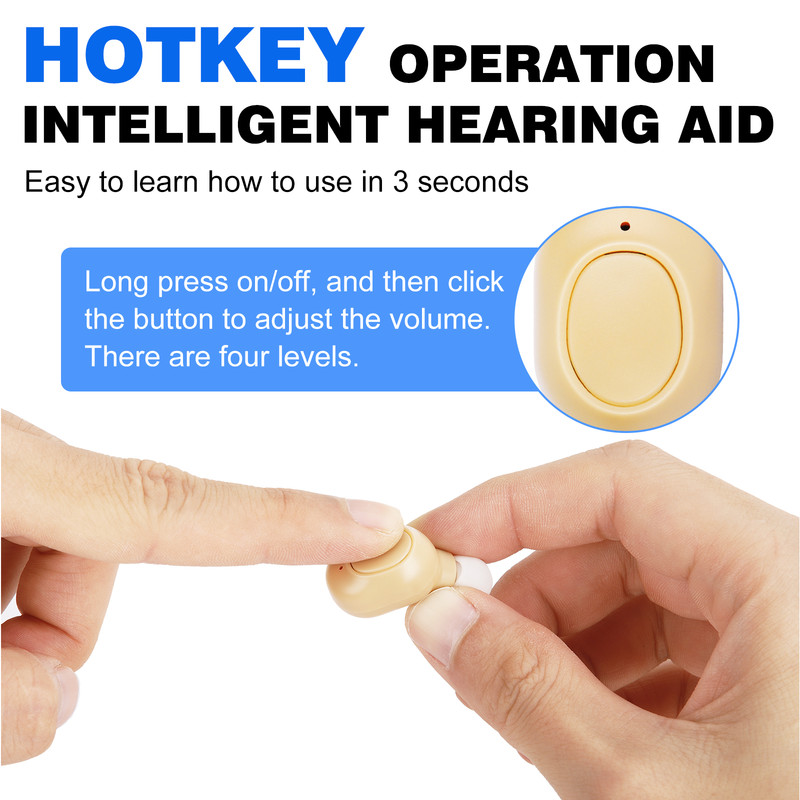 HOTKEY OPERATION
INTELLIGENT HEARING AID
Easy to learn how to use in 3 seconds
Long press on/off, and then click
the button to adjust the volume.
There are four levels.